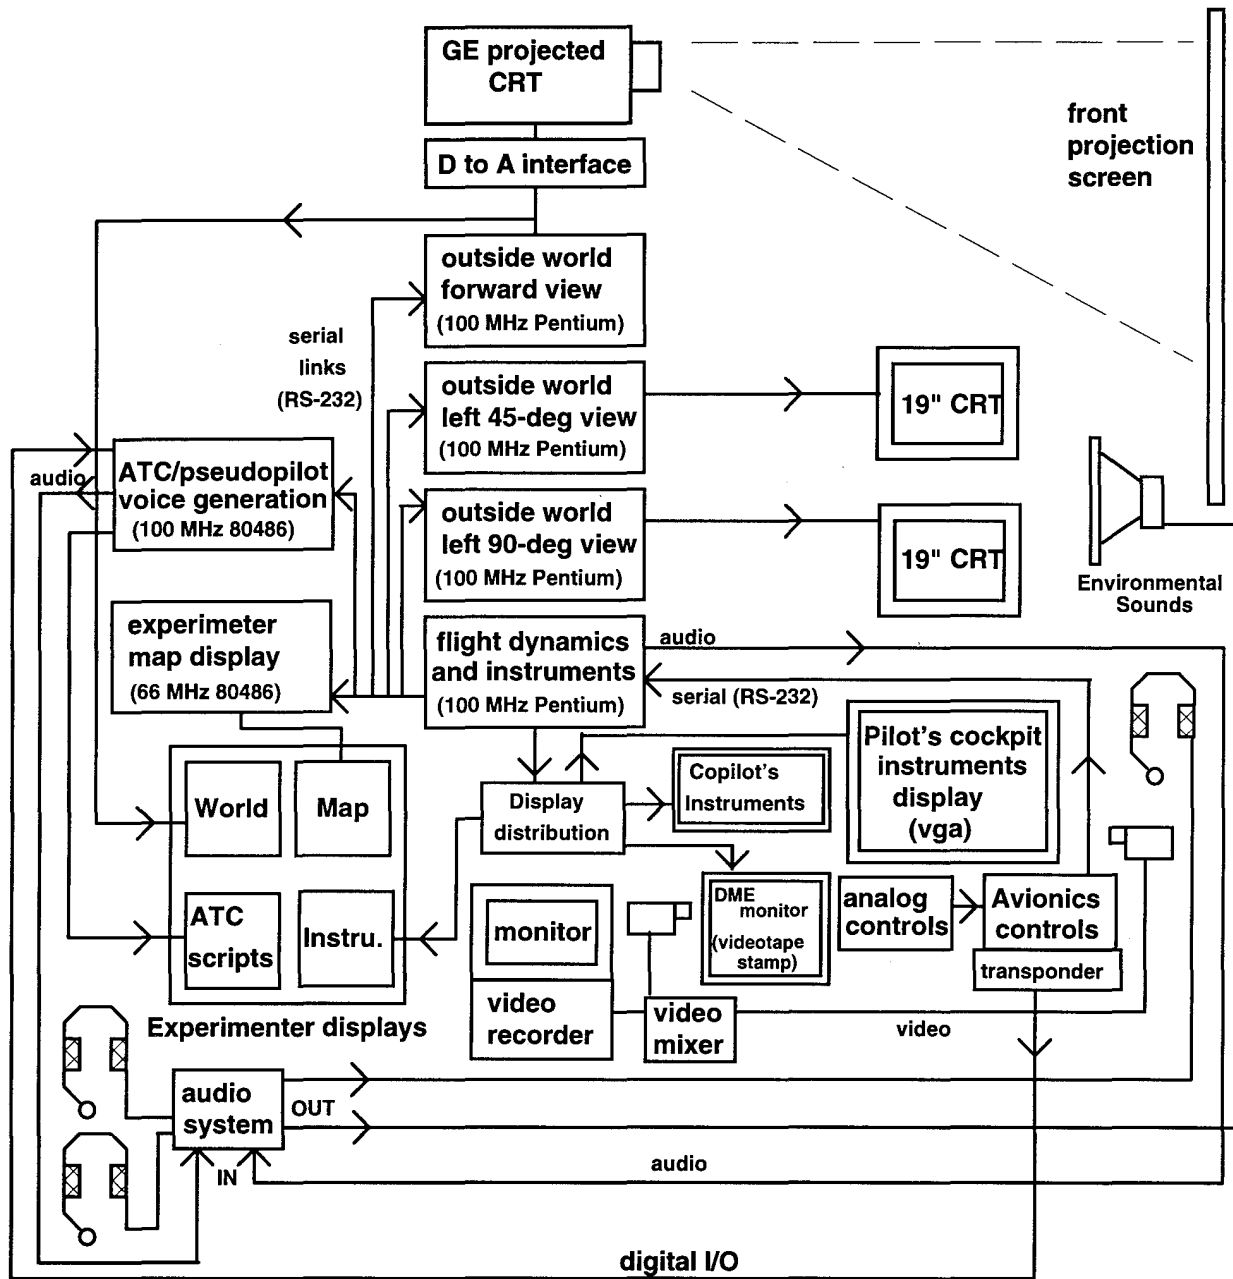 GE projected
CRT
front
projection
screen
D to A interface
outside world
forward view
(100 MHz Pentium)
serial
links
(RS-232)
outside world
left 45-deg view
(100 MHz Pentium)
19" CRT
ATC/pseudopilot
voice generation
(100 MHz 80486)
audio
outside world
left 90-deg view
(100 MHz Pentium)
19" CRT
Environmental
Sounds
experimeter
map display
(66 MHz 80486)
flight dynamics
and instruments
(100 MHz Pentium)
audio
serial (RS-232)
Pilot's cockpit
instruments
display
(vga)
Copilot's
Instruments
Display
distribution
World
Map
ATC
scripts
Instru.
monitor
video
recorder
DME
monitor
(videotape
stamp)
analog
controls
Avionics
controls
transponder
Experimenter displays
video
mixer
video
audio
system
OUT
IN
audio
digital I/O